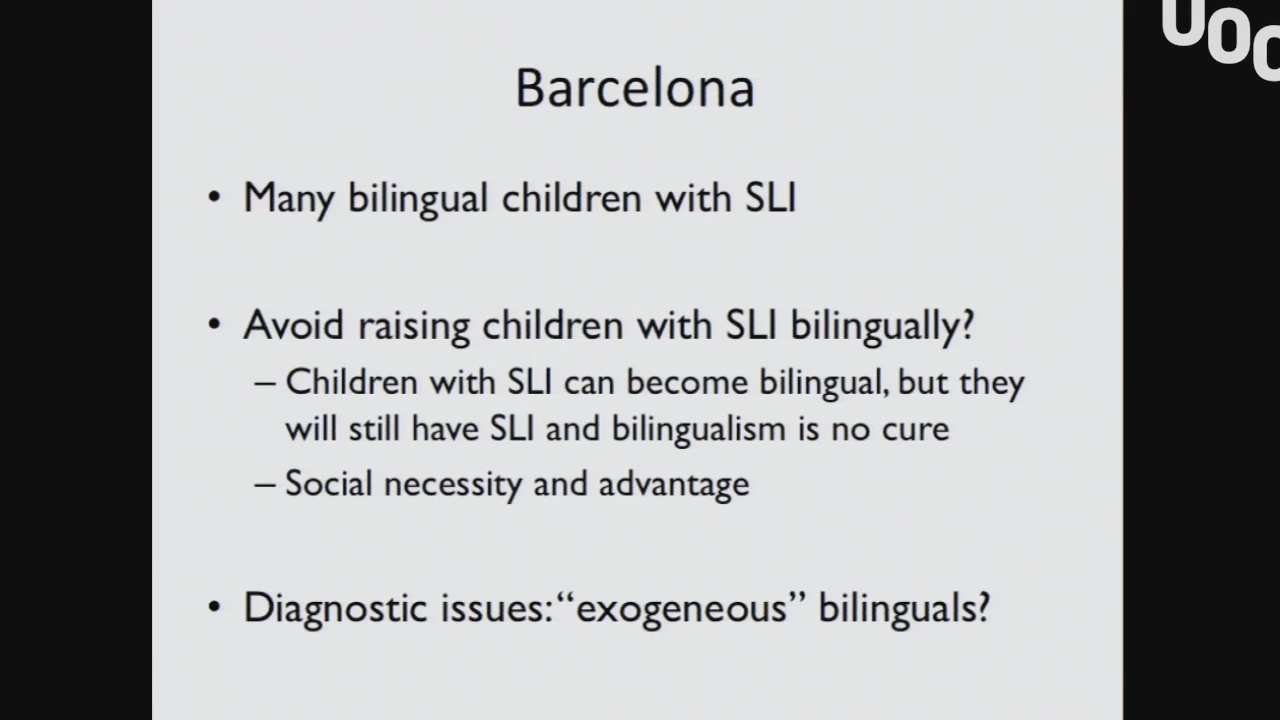 UOC
Barcelona
• Many bilingual children with SLI
• Avoid raising children with SLI bilingually?
– Children with SLI can become bilingual, but they
will still have SLI and bilingualism is no cure
– Social necessity and advantage
• Diagnostic issues: “exogeneous” bilinguals?